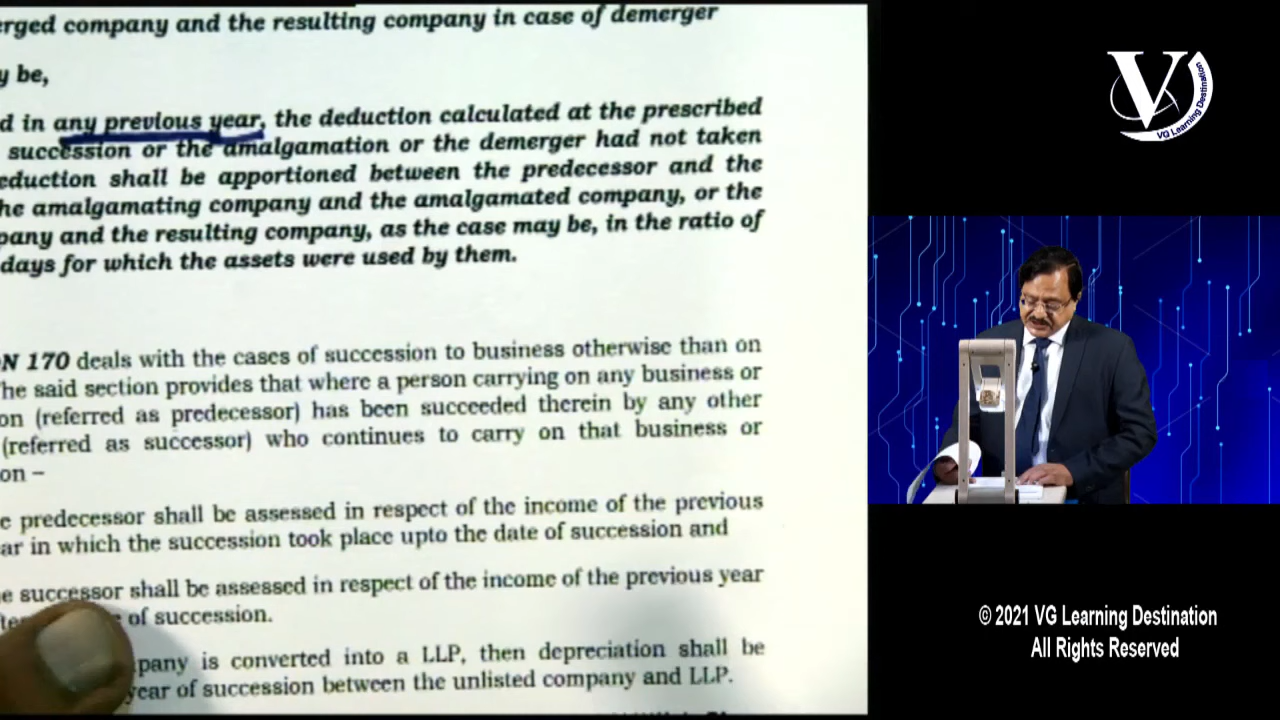 erged company and the resulting company in case of demerger
y be,
d in any previous year, the deduction calculated at the prescribed
succession or the amalgamation or the demerger had not taken
eduction shall be apportioned between the predecessor and the
he amalgamating company and the amalgamated company, or the
pany and the resulting company, as the case may be, in the ratio of
days for which the assets were used by them.
N 170 deals with the cases of succession to business otherwise than on
he said section provides that where a person carrying on any business or
on (referred as predecessor) has been succeeded therein by any other
(referred as successor) who continues to carry on that business or
on –
e predecessor shall be assessed in respect of the income of the previous
ar in which the succession took place upto the date of succession and
e successor shall be assessed in respect of the income of the previous year
of succession.
pany is converted into a LLP, then depreciation shall be
year of succession between the unlisted company and LLP.
V
VG Learning Destination
© 2021 VG Learning Destination
All Rights Reserved